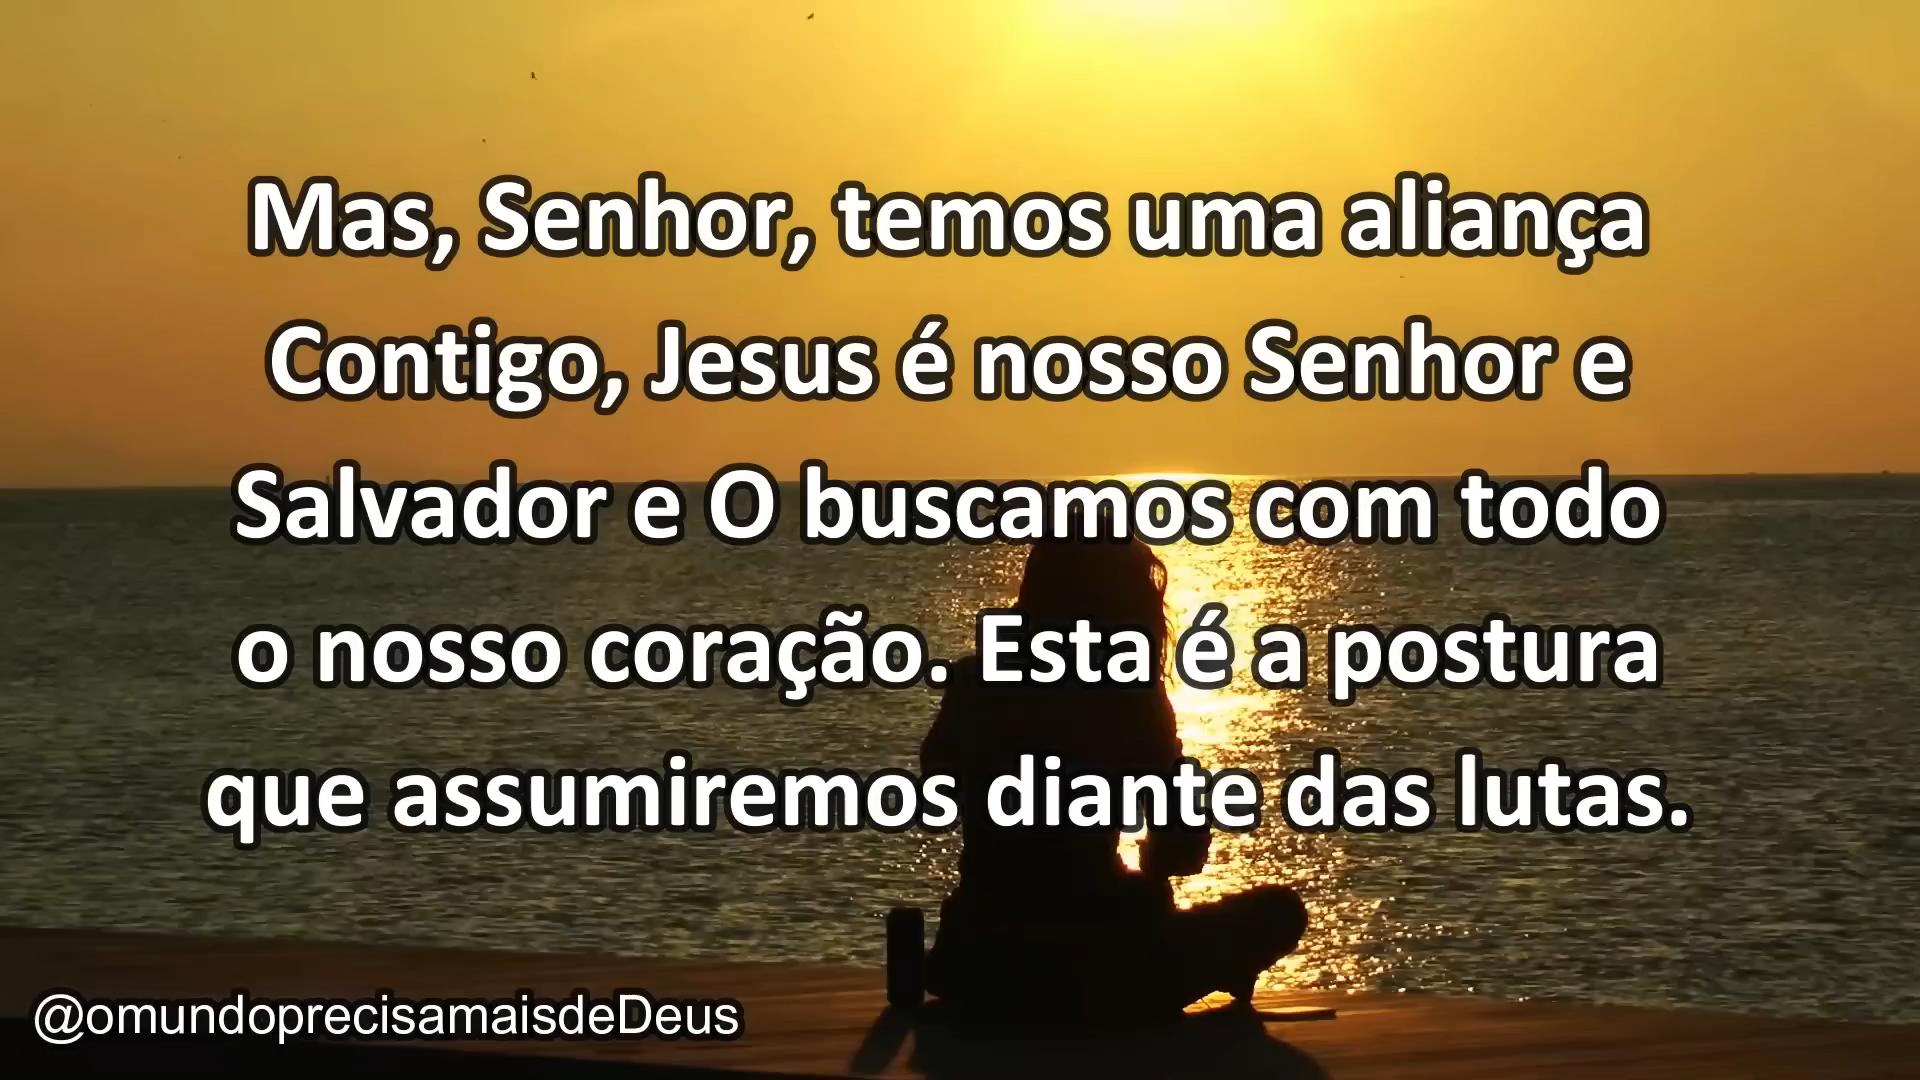 Mas, Senhor, temos uma aliança
Contigo, Jesus é nosso Senhor e
Salvador e O buscamos com todo
o nosso coração. Esta é a postura
que assumiremos diante das lutas.
@omundoprecisamaisdeDeus